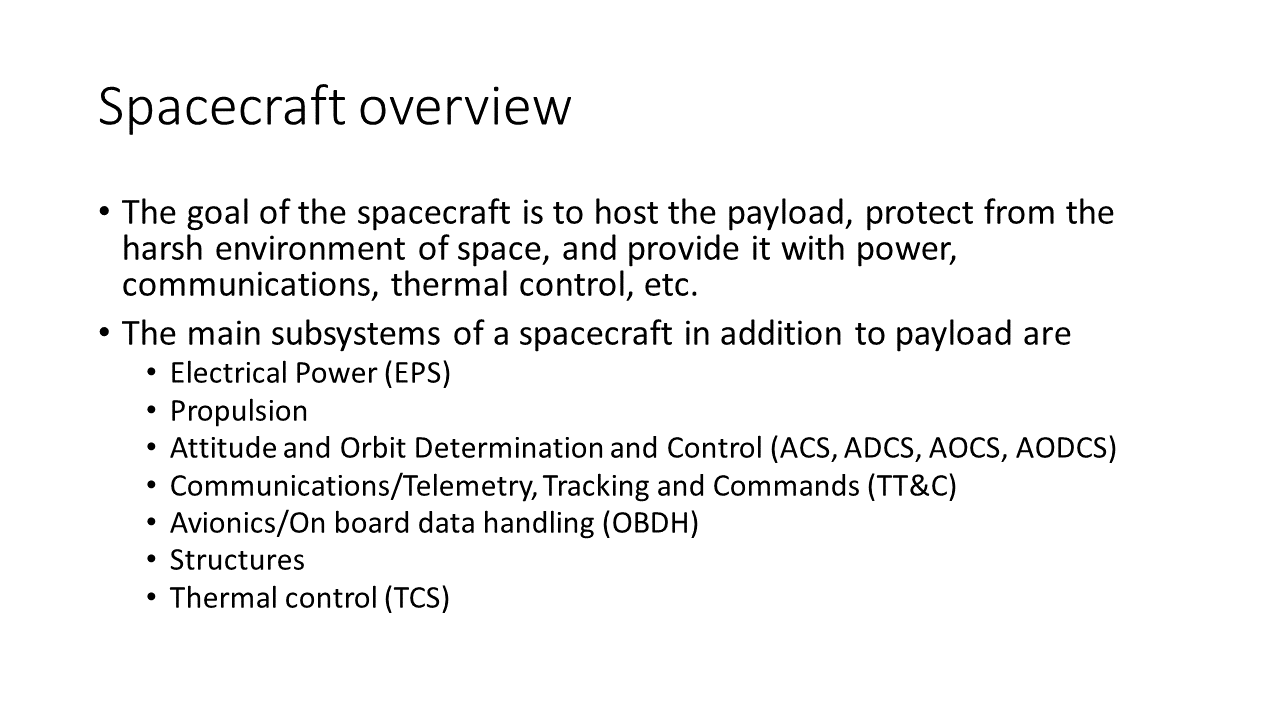 Spacecraft overview
• The goal of the spacecraft is to host the payload, protect from the
harsh environment of space, and provide it with power,
communications, thermal control, etc.
• The main subsystems of a spacecraft in addition to payload are
• Electrical Power (EPS)
• Propulsion
• Attitude and Orbit Determination and Control (ACS, ADCS, AOCS, AODCS)
• Communications/Telemetry, Tracking and Commands (TT&C)
• Avionics/On board data handling (OBDH)
• Structures
• Thermal control (TCS)